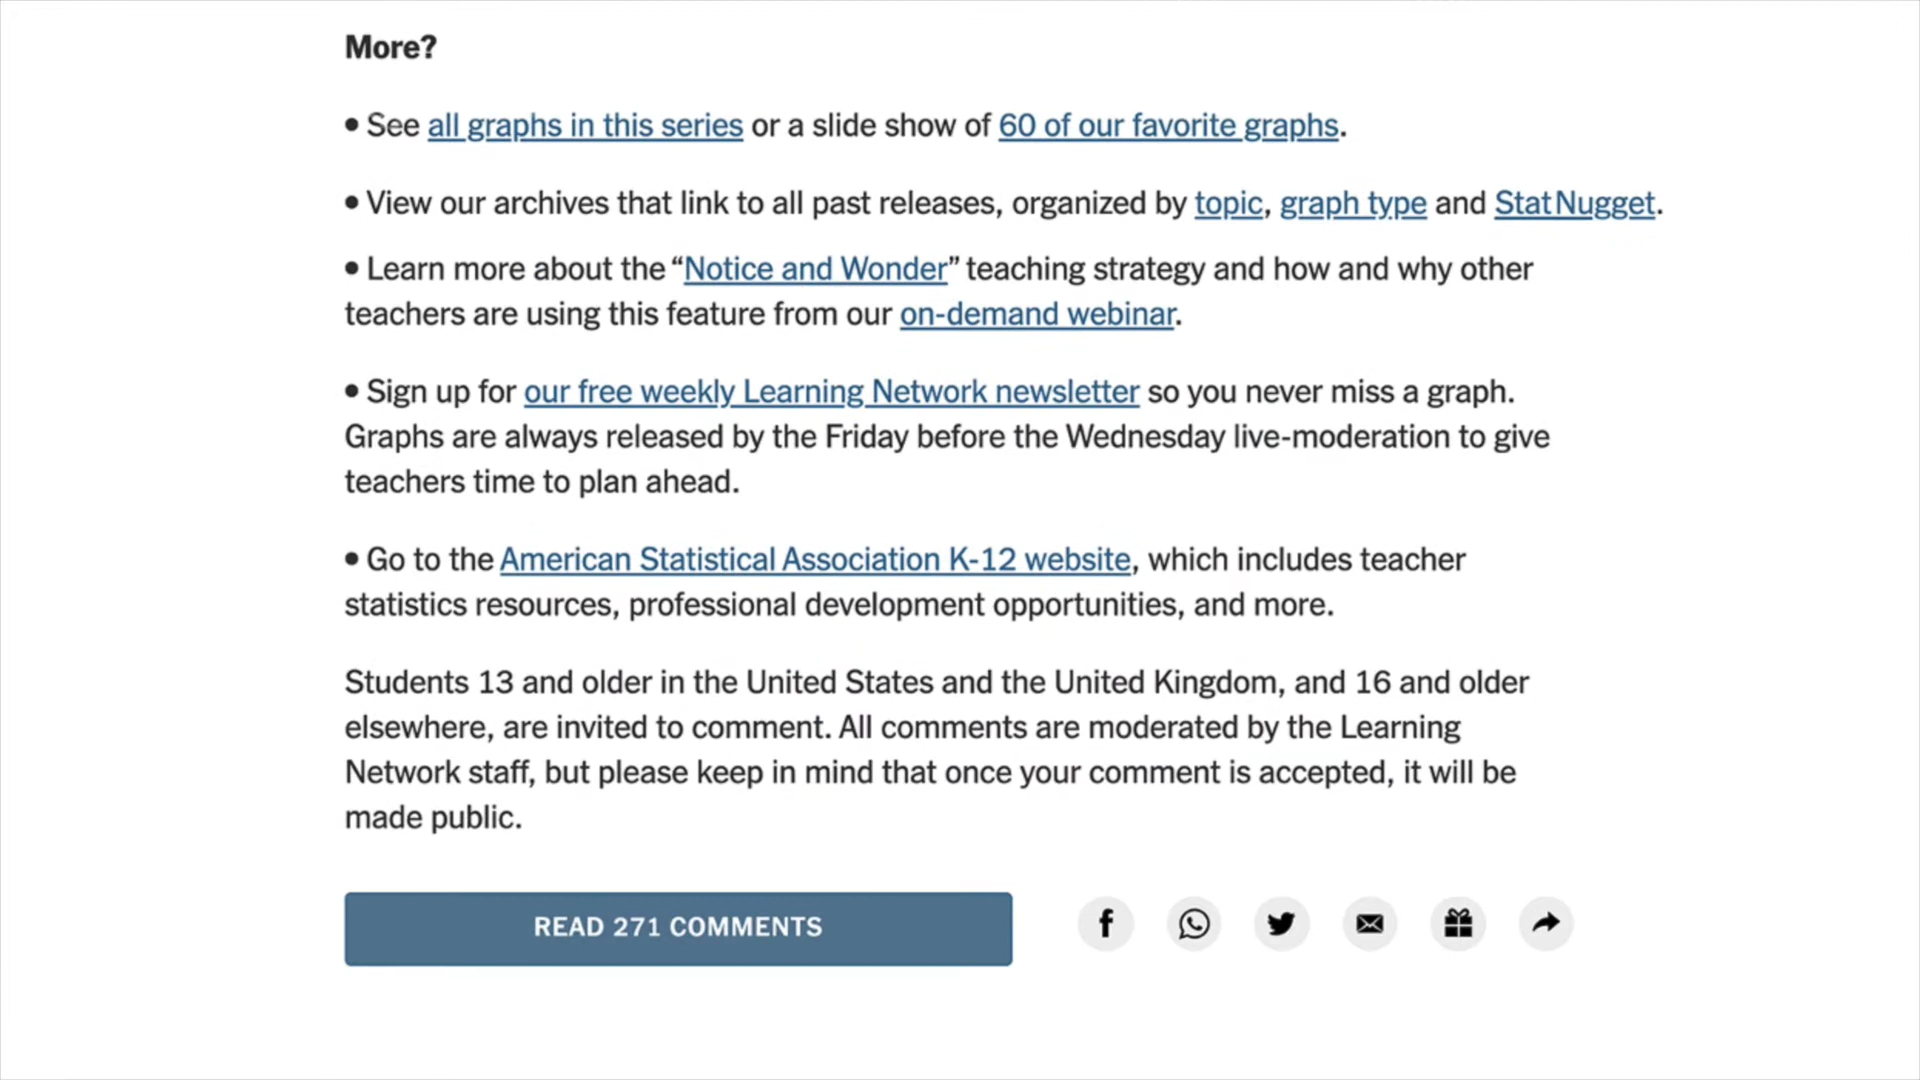 More?
• See all graphs in this series or a slide show of 60 of our favorite graphs.
• View our archives that link to all past releases, organized by topic, graph type and StatNugget.
• Learn more about the “Notice and Wonder” teaching strategy and how and why other
teachers are using this feature from our on-demand webinar.
• Sign up for our free weekly Learning Network newsletter so you never miss a graph.
Graphs are always released by the Friday before the Wednesday live-moderation to give
teachers time to plan ahead.
• Go to the American Statistical Association K-12 website, which includes teacher
statistics resources, professional development opportunities, and more.
Students 13 and older in the United States and the United Kingdom, and 16 and older
elsewhere, are invited to comment. All comments are moderated by the Learning
Network staff, but please keep in mind that once your comment is accepted, it will be
made public.
READ 271 COMMENTS